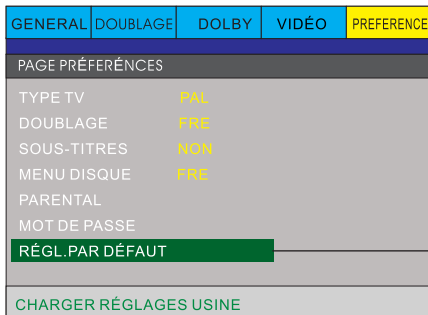 GENERAL DOUBLAGE DOLBY VIDÉO PREFERENCE
PAGE PRÉFERÉNCES
TYPE TV PAL
DOUBLAGE FRE
SOUS-TITRES NON
MENU DISQUE FRE
PARENTAL
MOT DE PASSE
RÉGL.PAR DÉFAUT
CHARGER RÉGLAGES USINE